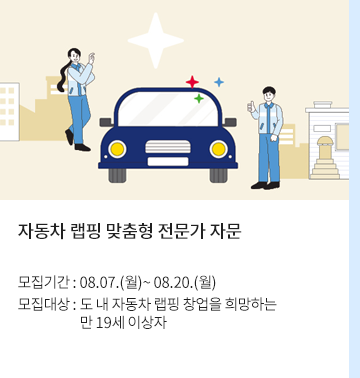 자동차 랩핑 맞춤형 전문가 자문
모집기간 : 08.07.(월)~ 08.20.(월)
모집대상 : 도 내 자동차 랩핑 창업을 희망하는
만 19세 이상자